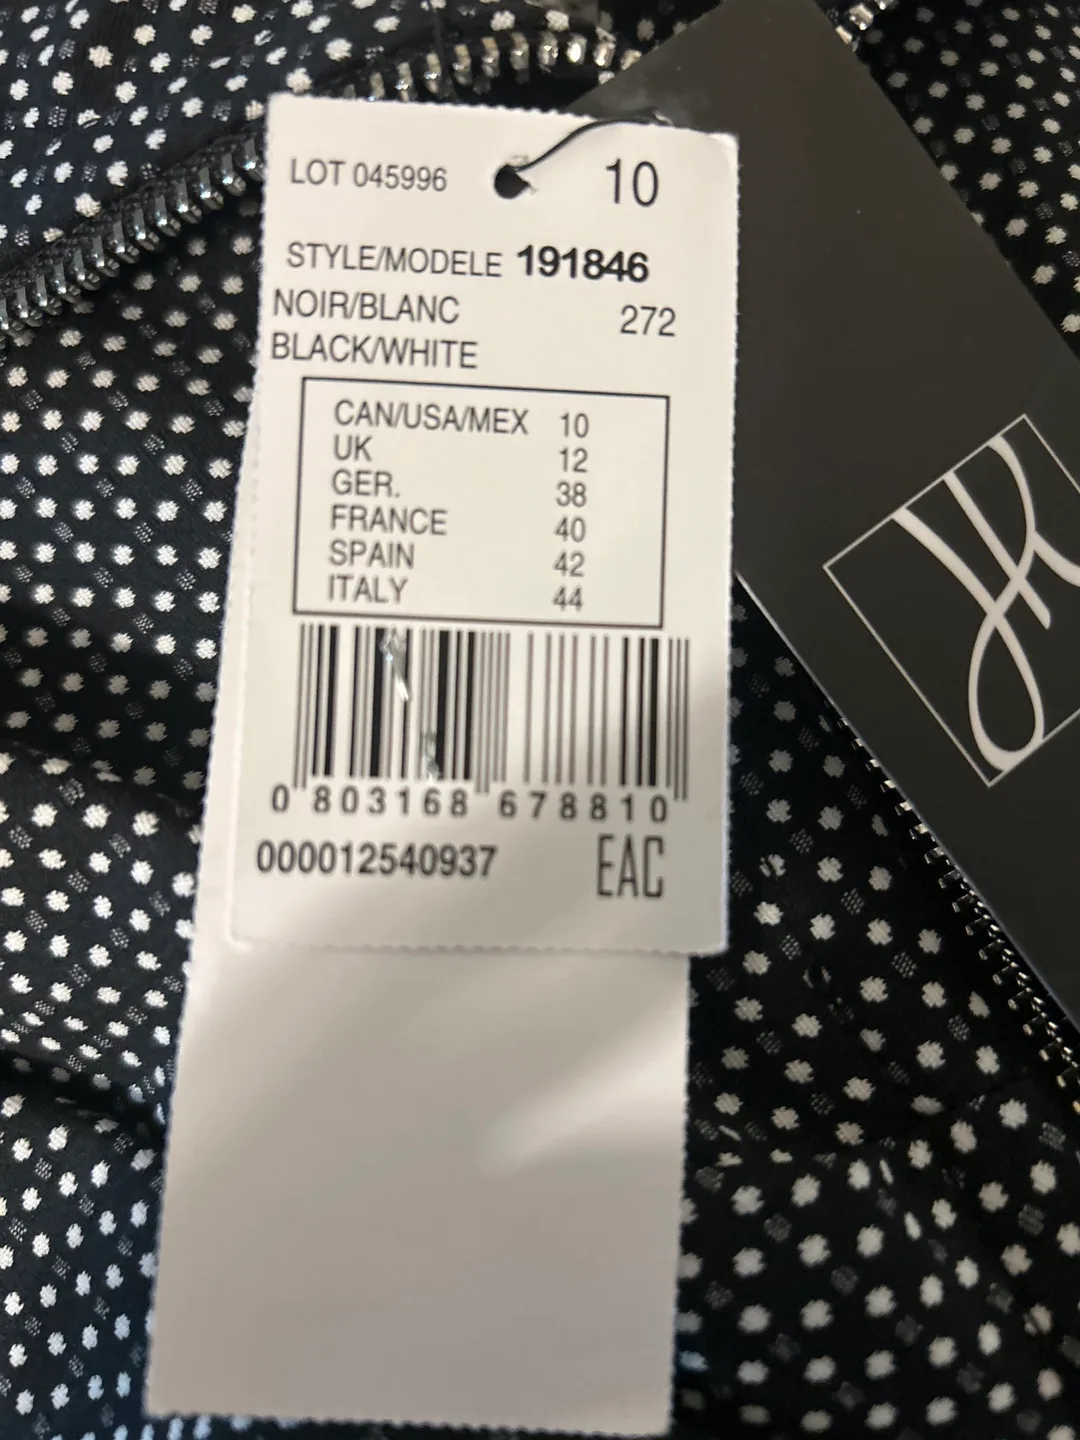 LOT 045996 10
STYLE/MODELE 191846
NOIR/BLANC 272
BLACK/WHITE
CAN/USA/MEX 10
UK 12
GER. 38
FRANCE 40
SPAIN 42
ITALY 44
0 803168 678810 0
000012540937 EAC